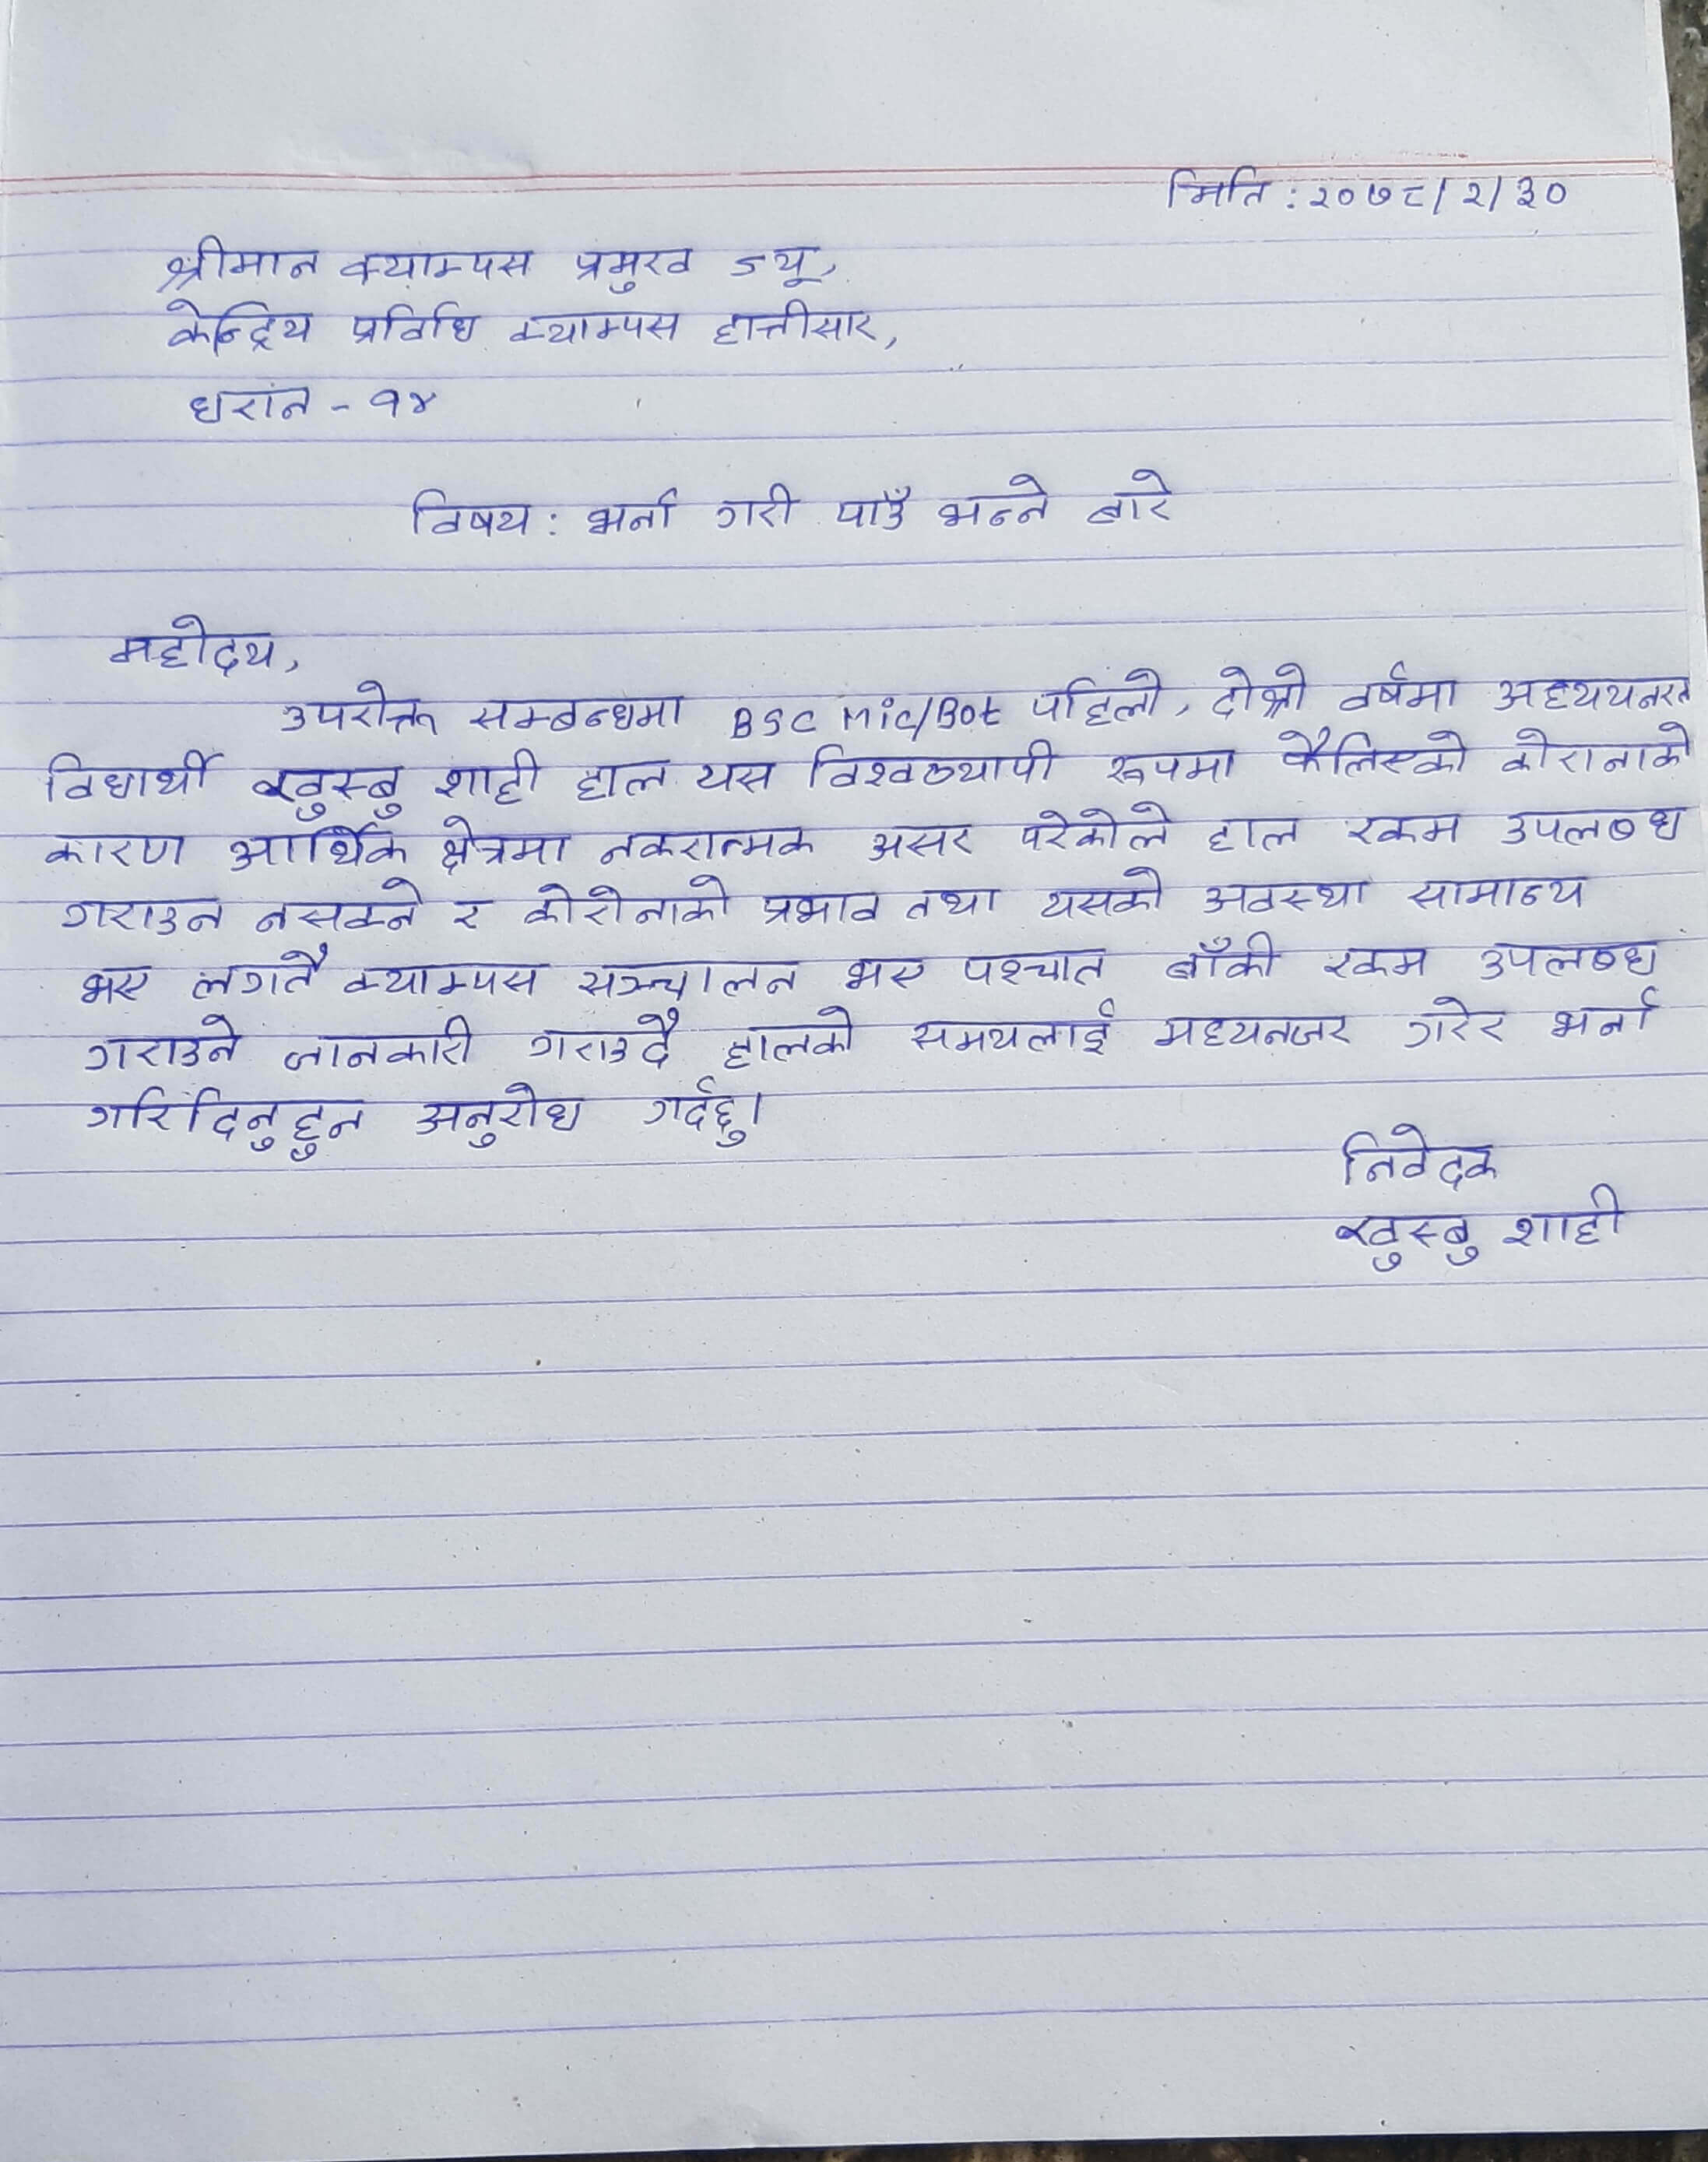 मिति : २०७८/२/३०
श्रीमान क्याम्पस प्रमुख ज्यू,
केन्द्रिय प्रविधि क्याम्पस हात्तीसार,
धरान - १४
विषय : भर्ना गरी पाउँ भन्ने बारे
महोदय,
उपरोक्त सम्बन्धमा BSC Mic/Bot पहिलो, दोश्रो वर्षमा अध्ययनरत
विधार्थी खुस्बु शाही हाल यस विश्वव्यापी रूपमा फैलिएको कोरानाको
कारण आर्थिक क्षेत्रमा नकरात्मक असर परेकोले हाल रकम उपलब्ध
गराउन नसक्ने र कोरोनाको प्रभाव तथा यसको अवस्था सामान्य
भए लगतै क्याम्पस सञ्चालन भए पश्चात बाँकी रकम उपलब्ध
गराउने जानकारी गराउदै हालको समयलाई मध्यनजर गरेर भर्ना
गरिदिनुहुन अनुरोध गर्दछु।
निवेदक
खुस्बु शाही